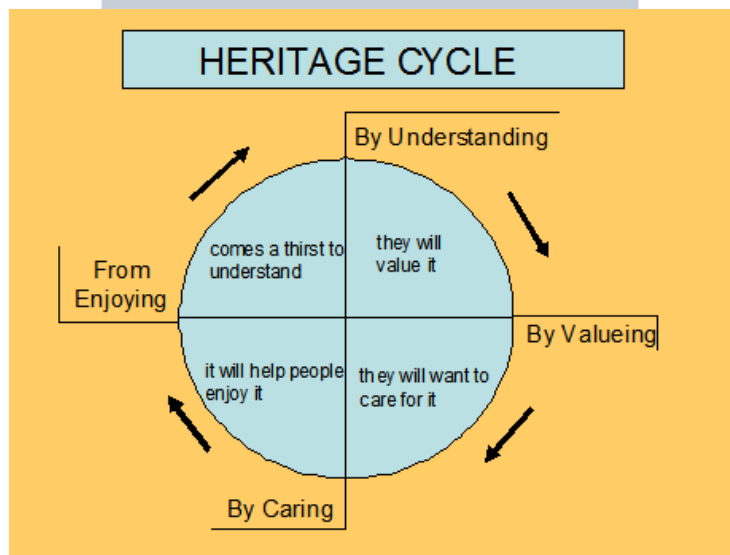 HERITAGE CYCLE
By Understanding
they will
value it
By Valueing
they will want to
care for it
By Caring
it will help people
enjoy it
From
Enjoying
comes a thirst to
understand